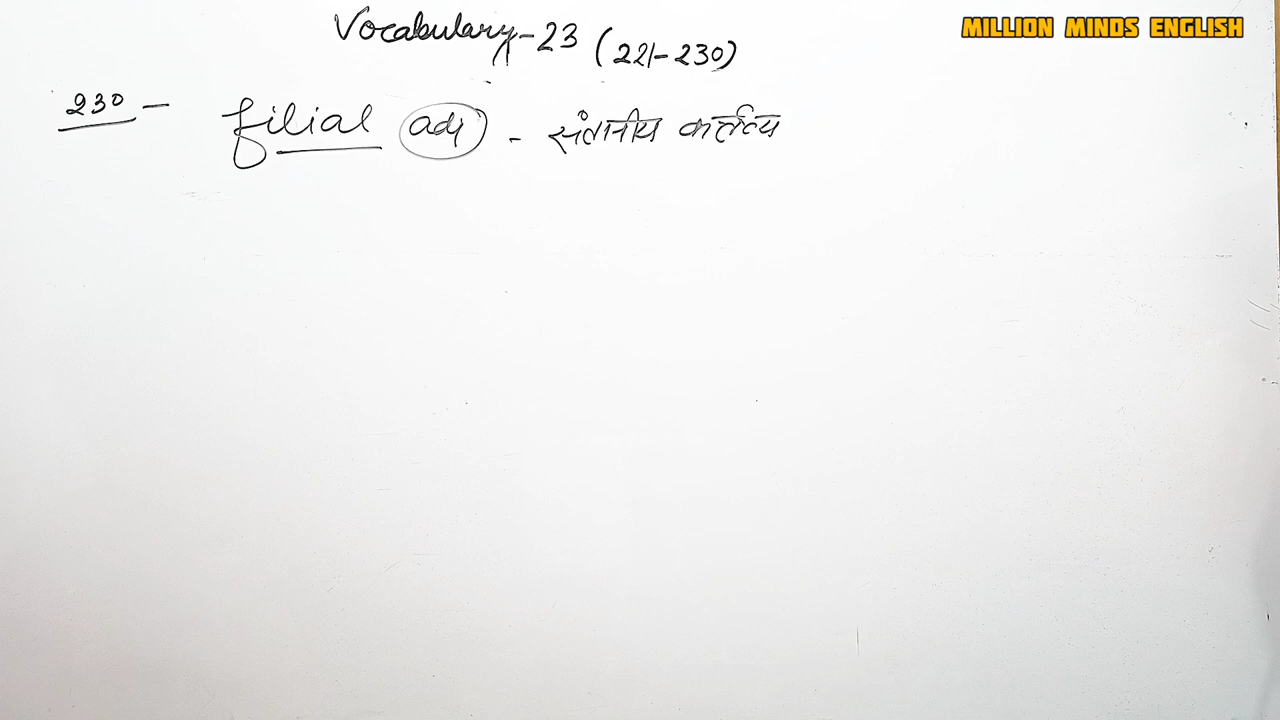 MILLION MINDS ENGLISH
Vocabulary-23 (221-230)
230 - filial adj - संतानीय कर्तव्य